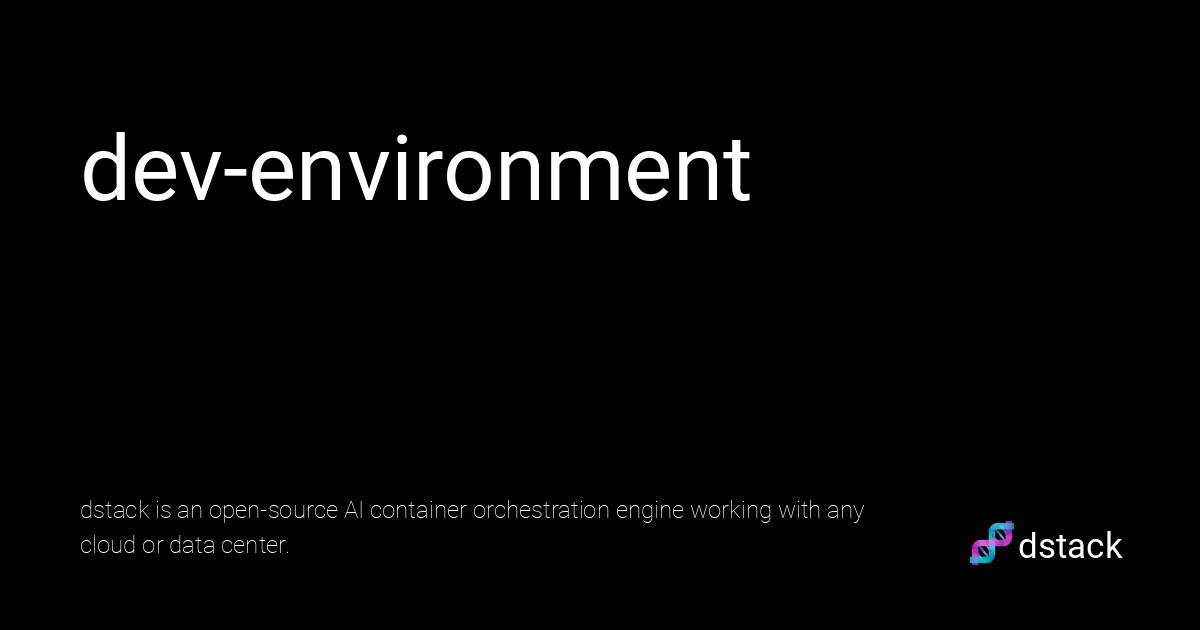 dev-environment
dstack is an open-source AI container orchestration engine working with any
cloud or data center.
dstack